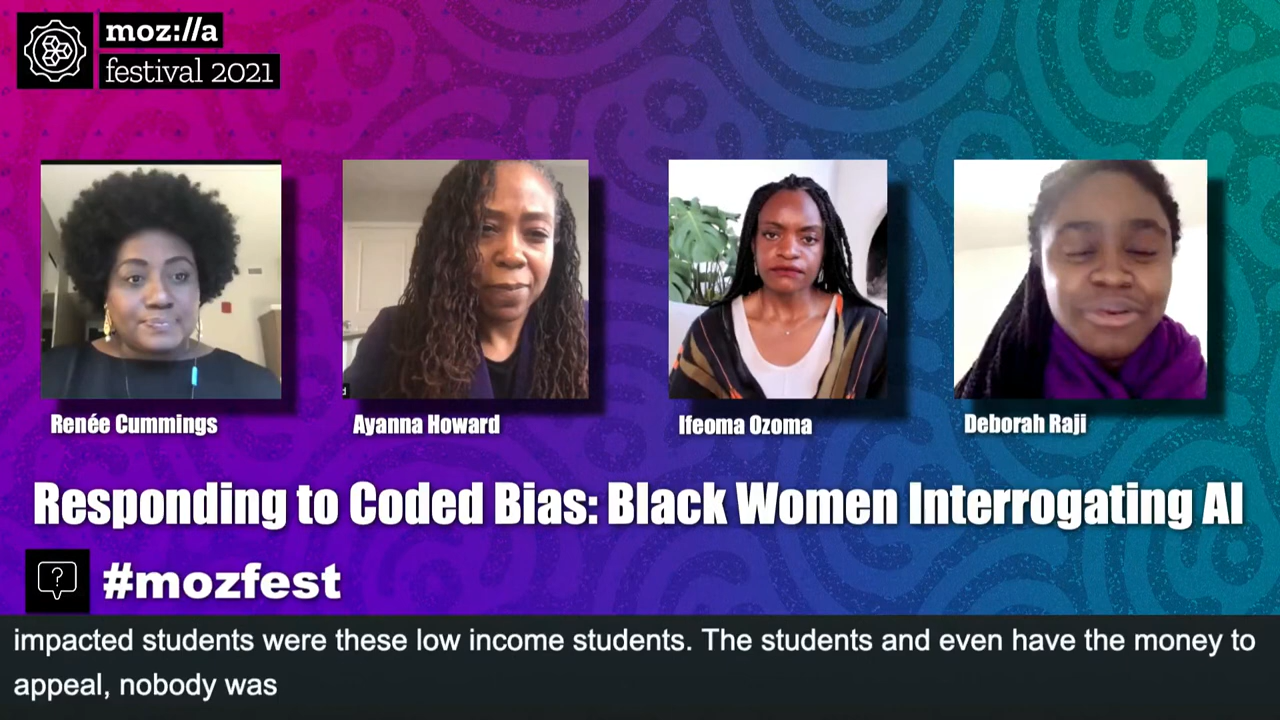 moz://a
festival 2021
Renée Cummings
Ayanna Howard
Ifeoma Ozoma
Deborah Raji
Responding to Coded Bias: Black Women Interrogating AI
?
#mozfest
impacted students were these low income students. The students and even have the money to
appeal, nobody was